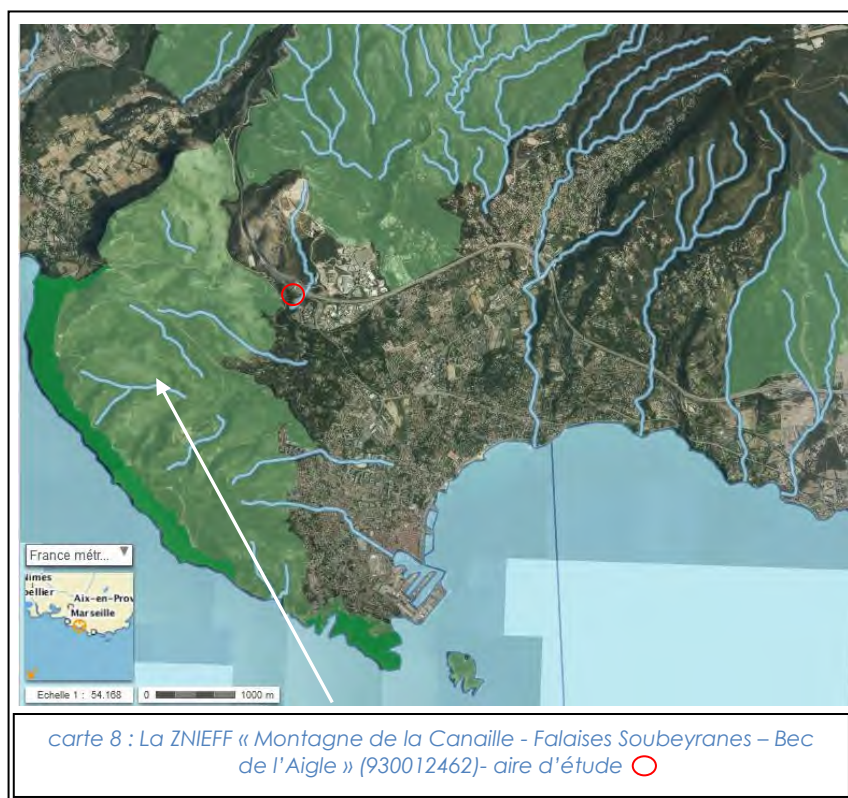 France métr...
Nimes
pellier
Aix-en-Prov
Marseille
Echelle 1 : 54.168 0 1000 m
carte 8 : La ZNIEFF « Montagne de la Canaille - Falaises Soubeyranes – Bec
de l’Aigle » (930012462)- aire d’étude